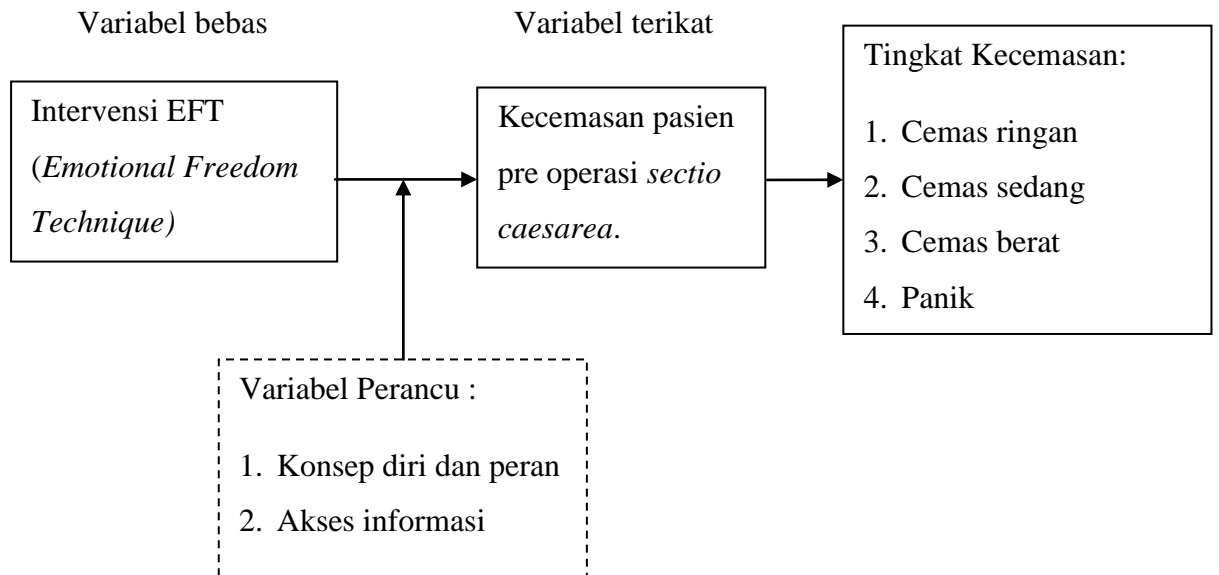 Variabel bebas
Variabel terikat
Intervensi EFT
(Emotional Freedom
Technique)
Kecemasan pasien
pre operasi sectio
caesarea.
Tingkat Kecemasan:
1. Cemas ringan
2. Cemas sedang
3. Cemas berat
4. Panik
Variabel Perancu :
1. Konsep diri dan peran
2. Akses informasi